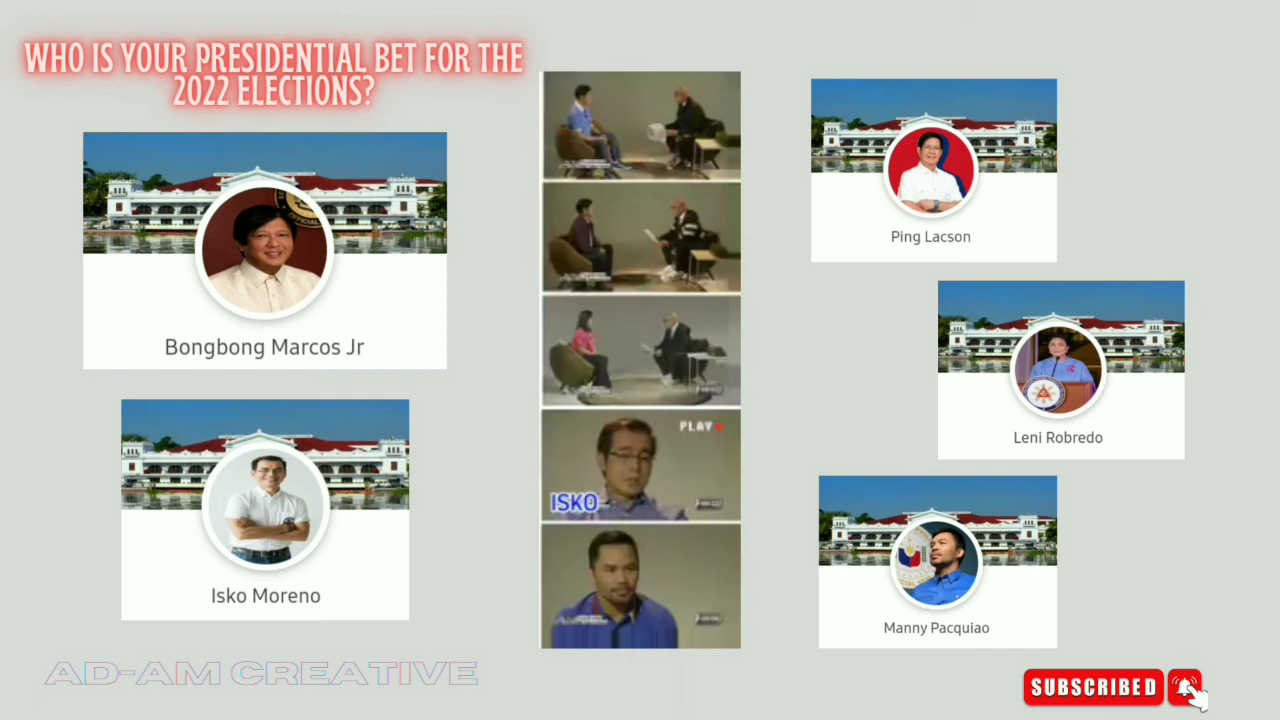 WHO IS YOUR PRESIDENTIAL BET FOR THE
2022 ELECTIONS?
Bongbong Marcos Jr
Isko Moreno
PLAY
ISKO
Ping Lacson
Leni Robredo
Manny Pacquiao
AD-AM CREATIVE
SUBSCRIBED